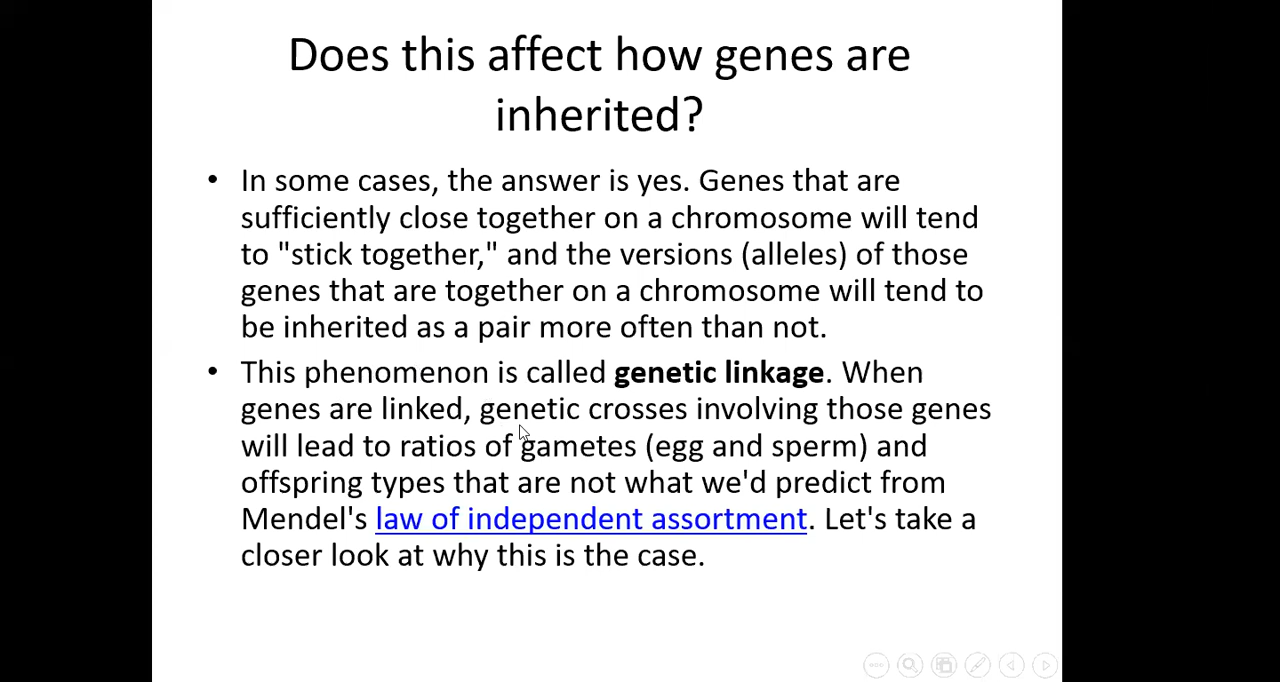 Does this affect how genes are
inherited?
• In some cases, the answer is yes. Genes that are
sufficiently close together on a chromosome will tend
to "stick together," and the versions (alleles) of those
genes that are together on a chromosome will tend to
be inherited as a pair more often than not.
• This phenomenon is called genetic linkage. When
genes are linked, genetic crosses involving those genes
will lead to ratios of gametes (egg and sperm) and
offspring types that are not what we'd predict from
Mendel's law of independent assortment. Let's take a
closer look at why this is the case.